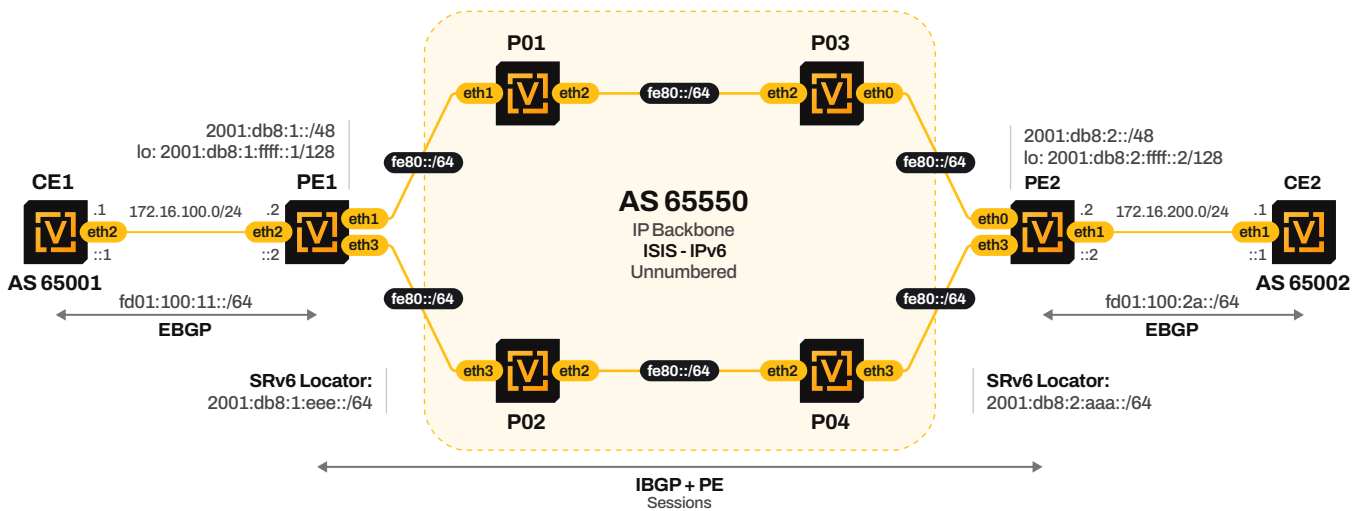 P01
P03
eth1
eth2
fe80::/64
eth2
eth0
2001:db8:1::/48
lo: 2001:db8:1:ffff::1/128
2001:db8:2::/48
lo: 2001:db8:2:ffff::2/128
fe80::/64
fe80::/64
CE1
PE1
PE2
CE2
AS 65550
IP Backbone
ISIS - IPv6
Unnumbered
.1
172.16.100.0/24
.2
eth1
eth2
eth2
eth3
::1
::2
eth0
.2
172.16.200.0/24
.1
eth3
eth1
eth1
::2
::1
AS 65001
AS 65002
fd01:100:11::/64
EBGP
fe80::/64
fe80::/64
fd01:100:2a::/64
EBGP
SRv6 Locator:
2001:db8:1:eee::/64
eth3
eth2
fe80::/64
eth2
eth3
SRv6 Locator:
2001:db8:2:aaa::/64
P02
P04
IBGP + PE
Sessions